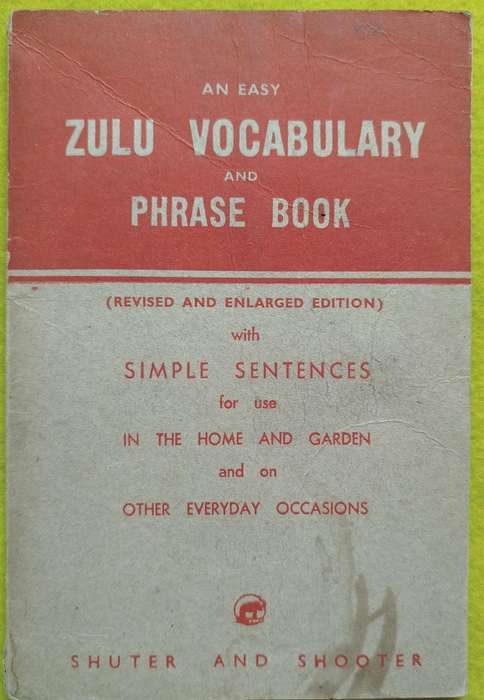 AN EASY
ZULU VOCABULARY
AND
PHRASE BOOK
(REVISED AND ENLARGED EDITION)
with
SIMPLE SENTENCES
for use
IN THE HOME AND GARDEN
and on
OTHER EVERYDAY OCCASIONS
SHUTER AND SHOOTER